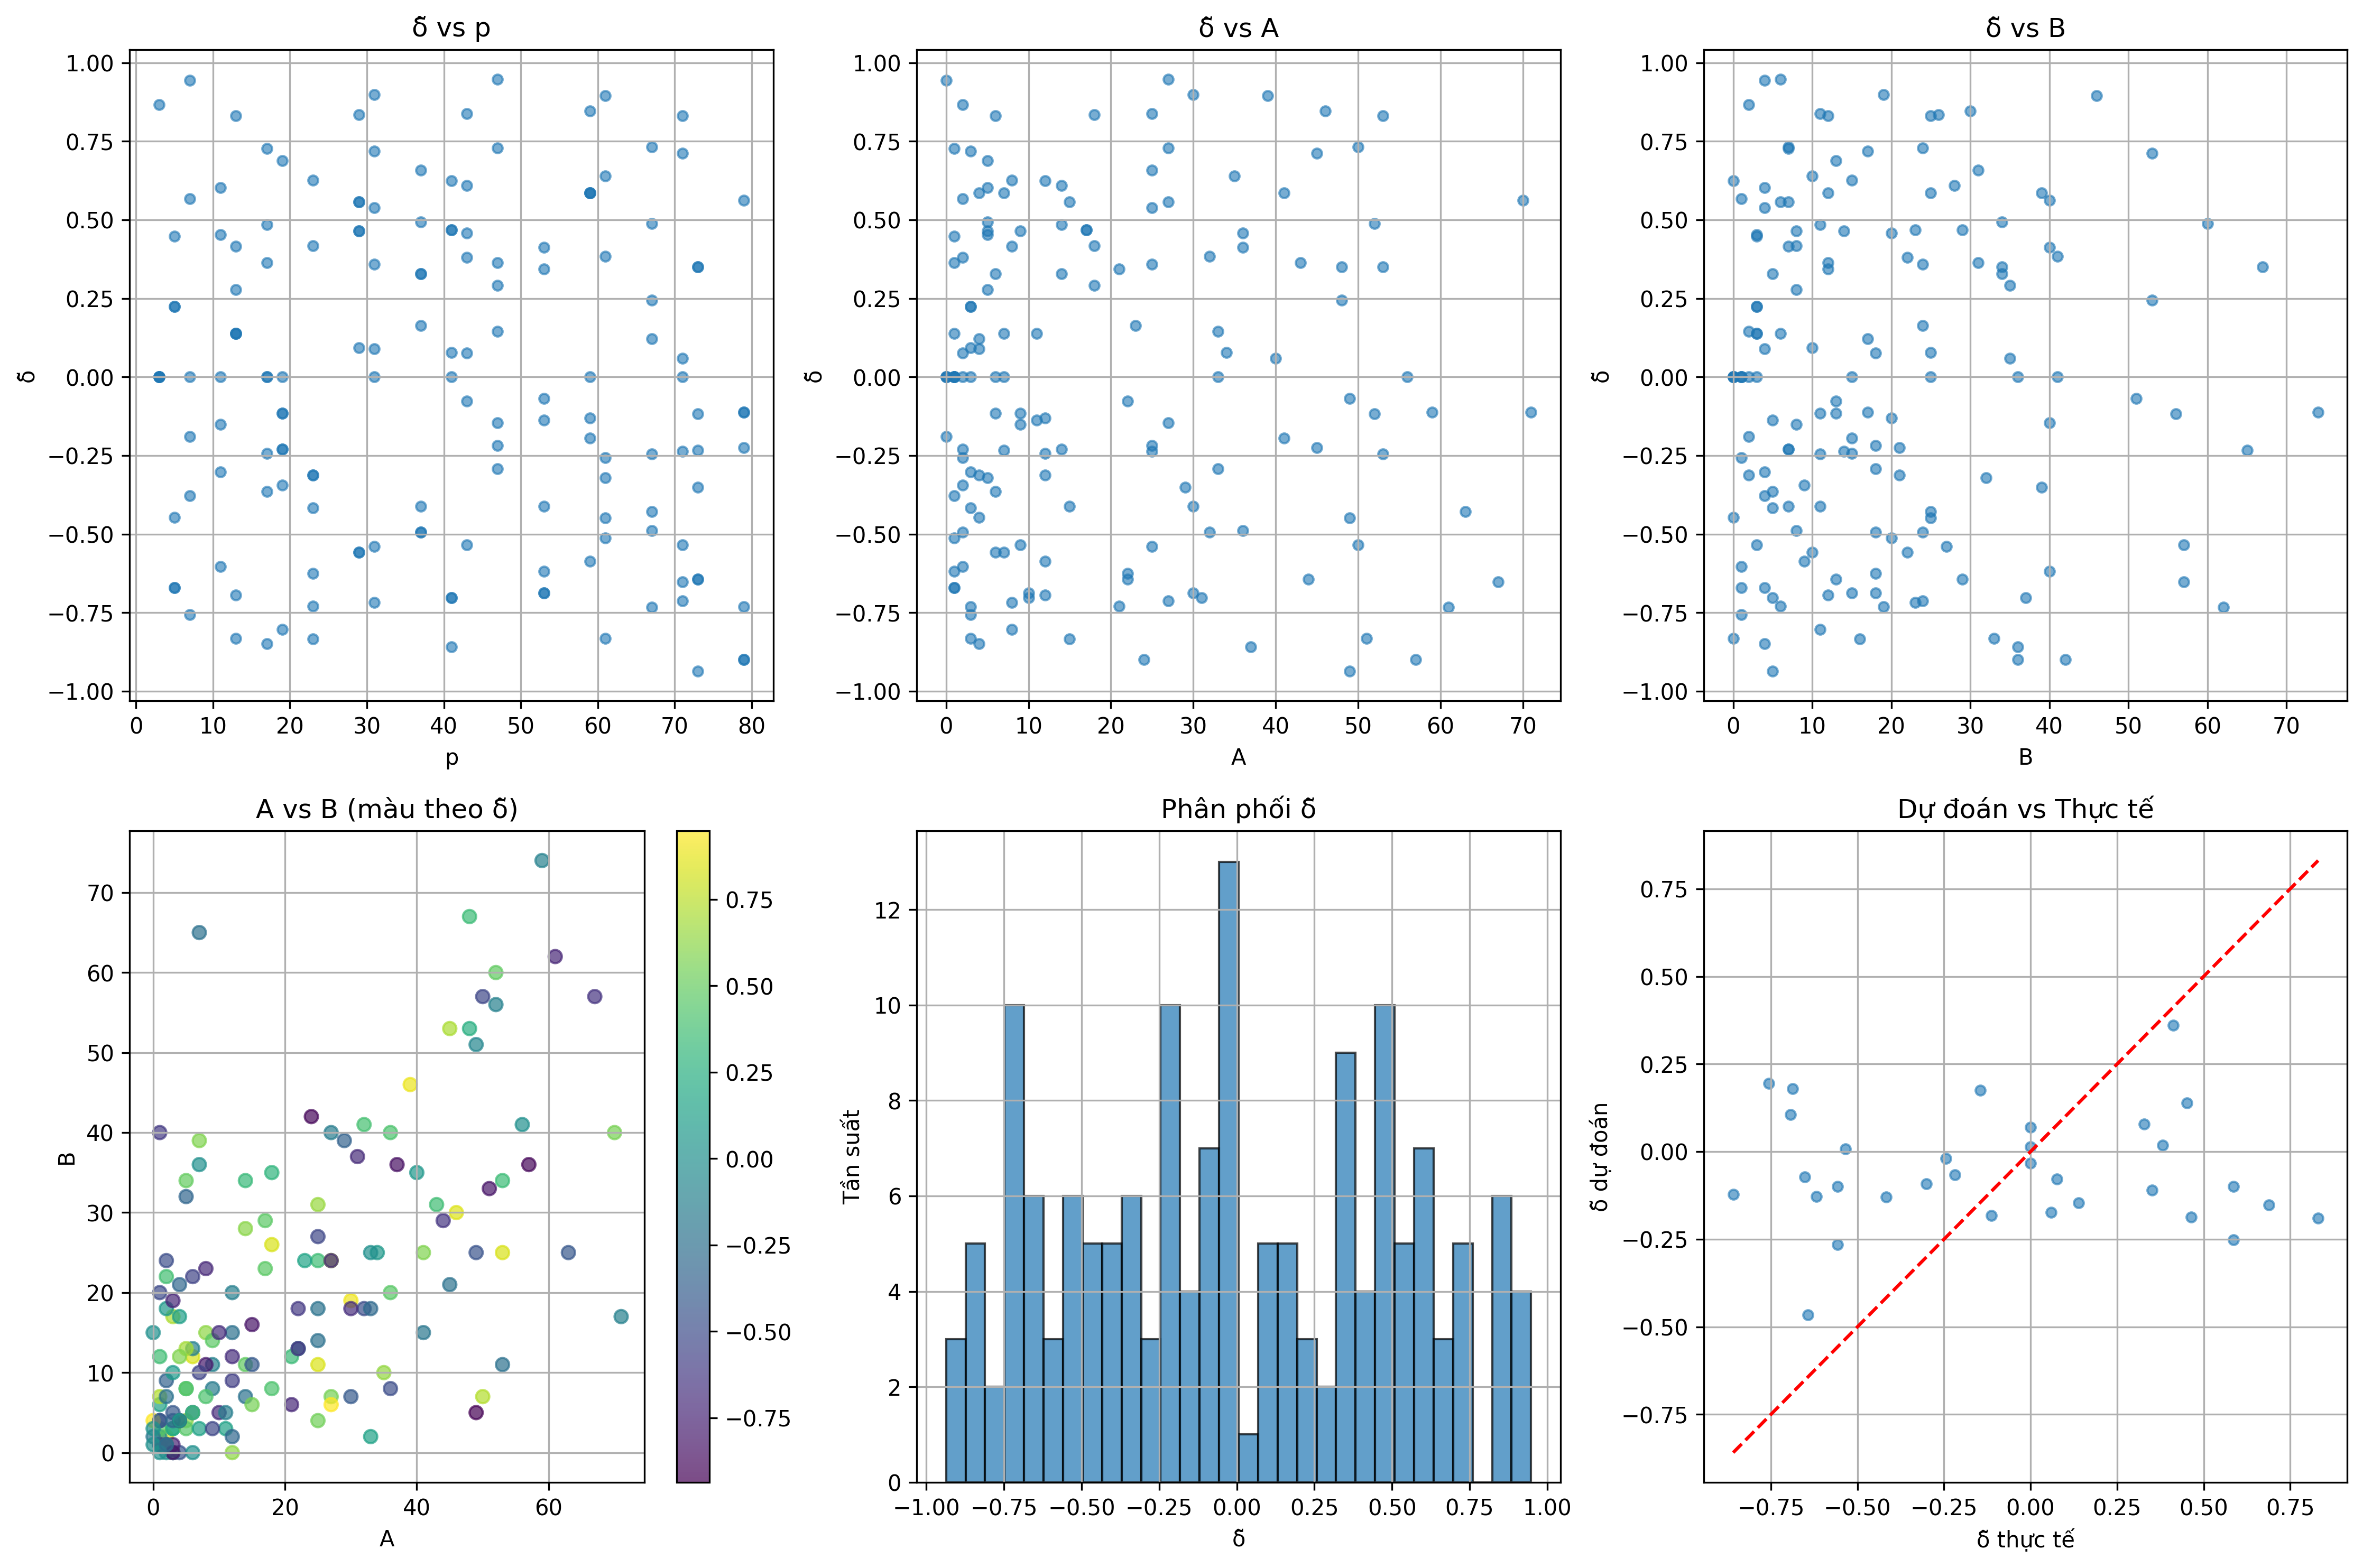 δ̃ vs p
δ̃ vs A
δ̃ vs B
1.00
0.75
0.50
0.25
0.00
−0.25
−0.50
−0.75
−1.00
δ̃
0 10 20 30 40 50 60 70 80
p
1.00
0.75
0.50
0.25
0.00
−0.25
−0.50
−0.75
−1.00
δ̃
0 10 20 30 40 50 60 70
A
1.00
0.75
0.50
0.25
0.00
−0.25
−0.50
−0.75
−1.00
δ̃
0 10 20 30 40 50 60 70
B
A vs B (màu theo δ̃)
70
60
50
40
30
20
10
0
B
0 20 40 60
A
0.75
0.50
0.25
0.00
−0.25
−0.50
−0.75
Phân phối δ̃
12
10
8
6
4
2
0
Tần suất
−1.00 −0.75 −0.50 −0.25 0.00 0.25 0.50 0.75 1.00
δ̃
Dự đoán vs Thực tế
0.75
0.50
0.25
0.00
−0.25
−0.50
−0.75
δ̃ dự đoán
−0.75 −0.50 −0.25 0.00 0.25 0.50 0.75
δ̃ thực tế